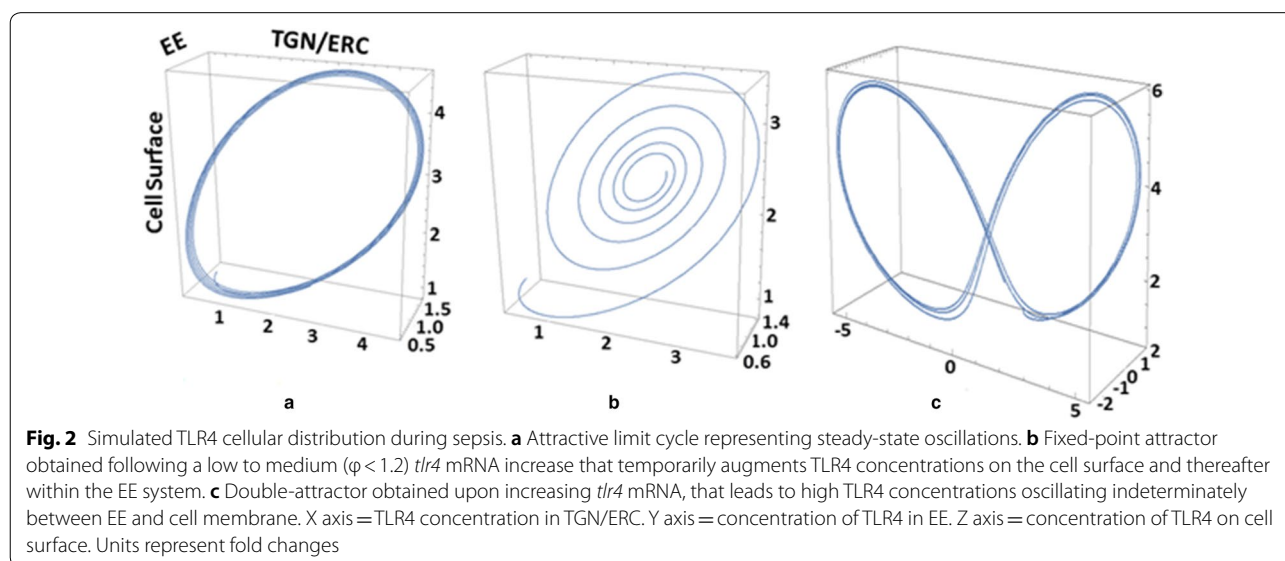 EE TGN/ERC
Cell Surface
4
3
2
1
1.5
1.0
0.5
1 2 3 4
3
2
1
1.4
1.0
0.6
1 2 3
6
4
2
2
1
0
-1
-2
-5 0 5
a b c
Fig. 2 Simulated TLR4 cellular distribution during sepsis. a Attractive limit cycle representing steady-state oscillations. b Fixed-point attractor
obtained following a low to medium (φ < 1.2) tlr4 mRNA increase that temporarily augments TLR4 concentrations on the cell surface and thereafter
within the EE system. c Double-attractor obtained upon increasing tlr4 mRNA, that leads to high TLR4 concentrations oscillating indeterminately
between EE and cell membrane. X axis = TLR4 concentration in TGN/ERC. Y axis = concentration of TLR4 in EE. Z axis = concentration of TLR4 on cell
surface. Units represent fold changes